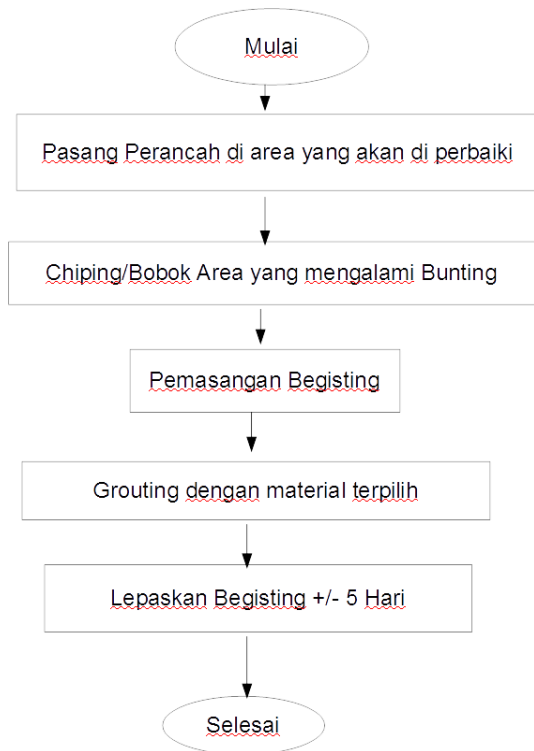 Mulai
Pasang Perancah di area yang akan di perbaiki
Chiping/Bobok Area yang mengalami Bunting
Pemasangan Begisting
Grouting dengan material terpilih
Lepaskan Begisting +/- 5 Hari
Selesai